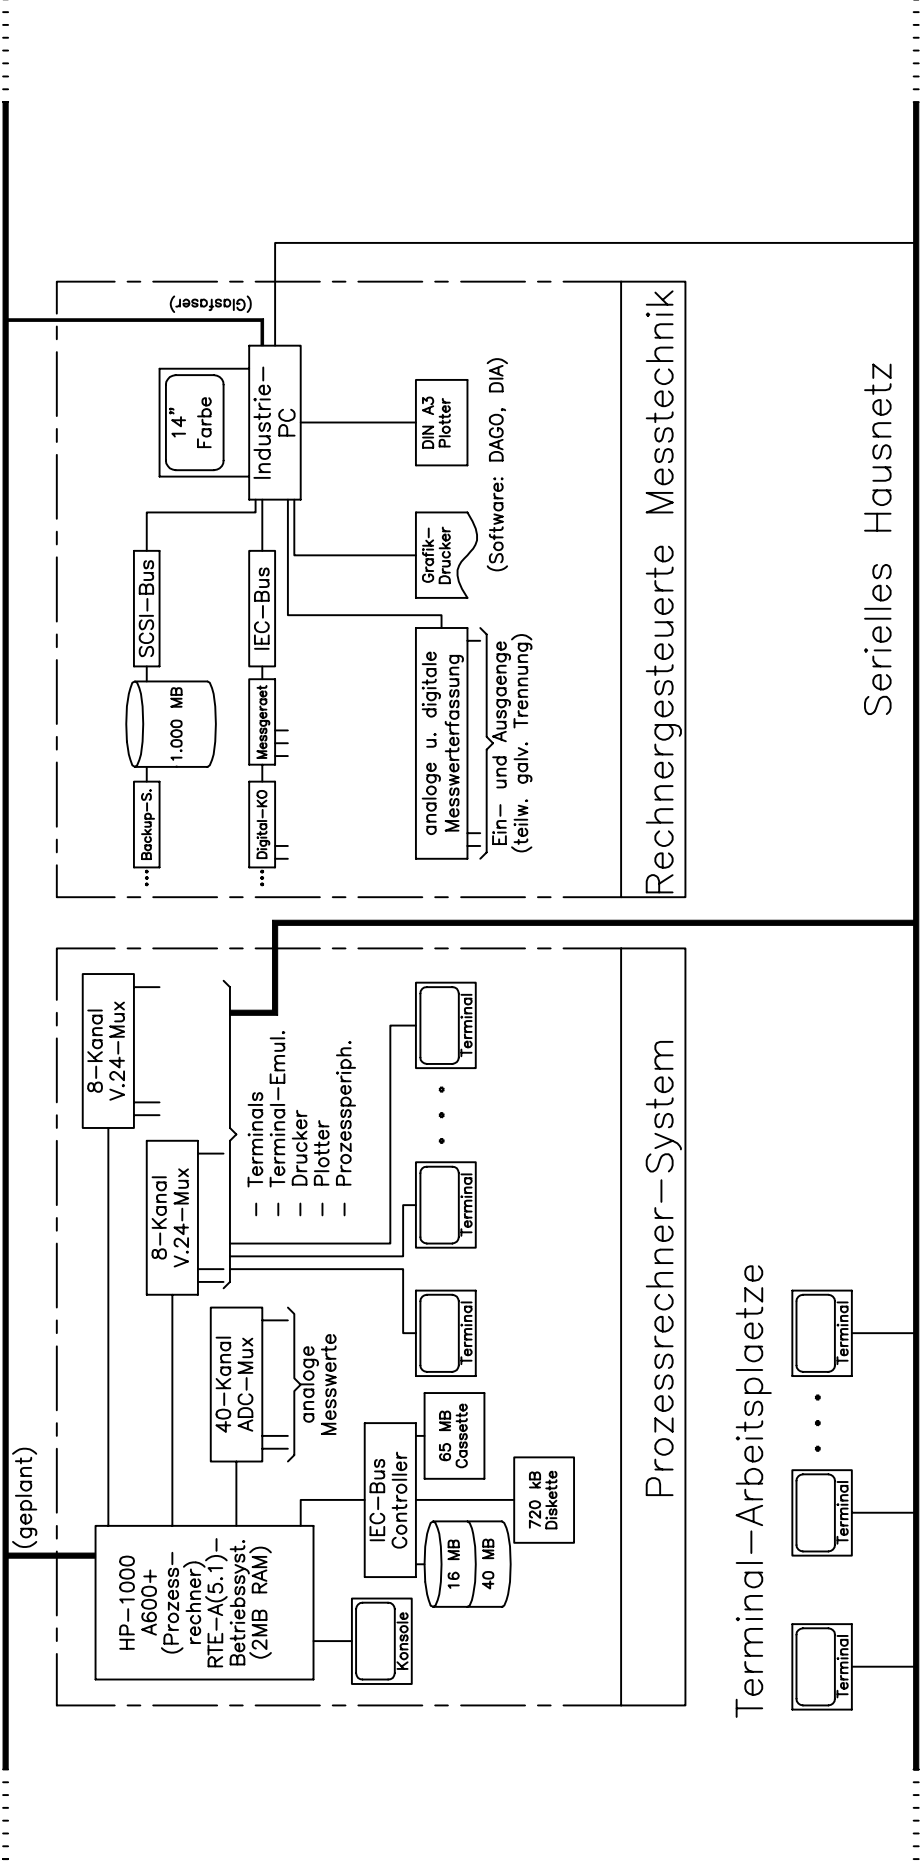 (geplant)
HP-1000
A600+
(Prozess-
rechner)
RTE-A(5.1)-
Betriebssyst.
(2MB RAM)
Konsole
8-Kanal
V.24-Mux
8-Kanal
V.24-Mux
40-Kanal
ADC-Mux
analoge
Messwerte
IEC-Bus
Controller
16 MB
40 MB
65 MB
Cassette
720 kB
Diskette
- Terminals
- Terminal-Emul.
- Drucker
- Plotter
- Prozessperiph.
Terminal
Terminal
Terminal
Prozessrechner-System
Backup-S.
1.000 MB
SCSI-Bus
14"
Farbe
(Glasfaser)
Digital-KO
Messgeraet
IEC-Bus
Industrie-
PC
analoge u. digitale
Messwerterfassung
Ein- und Ausgaenge
(teilw. galv. Trennung)
Grafik-
Drucker
DIN A3
Plotter
(Software: DAGO, DIA)
Rechnergesteuerte Messtechnik
Terminal-Arbeitsplaetze
Terminal
Terminal
Terminal
Serielles Hausnetz